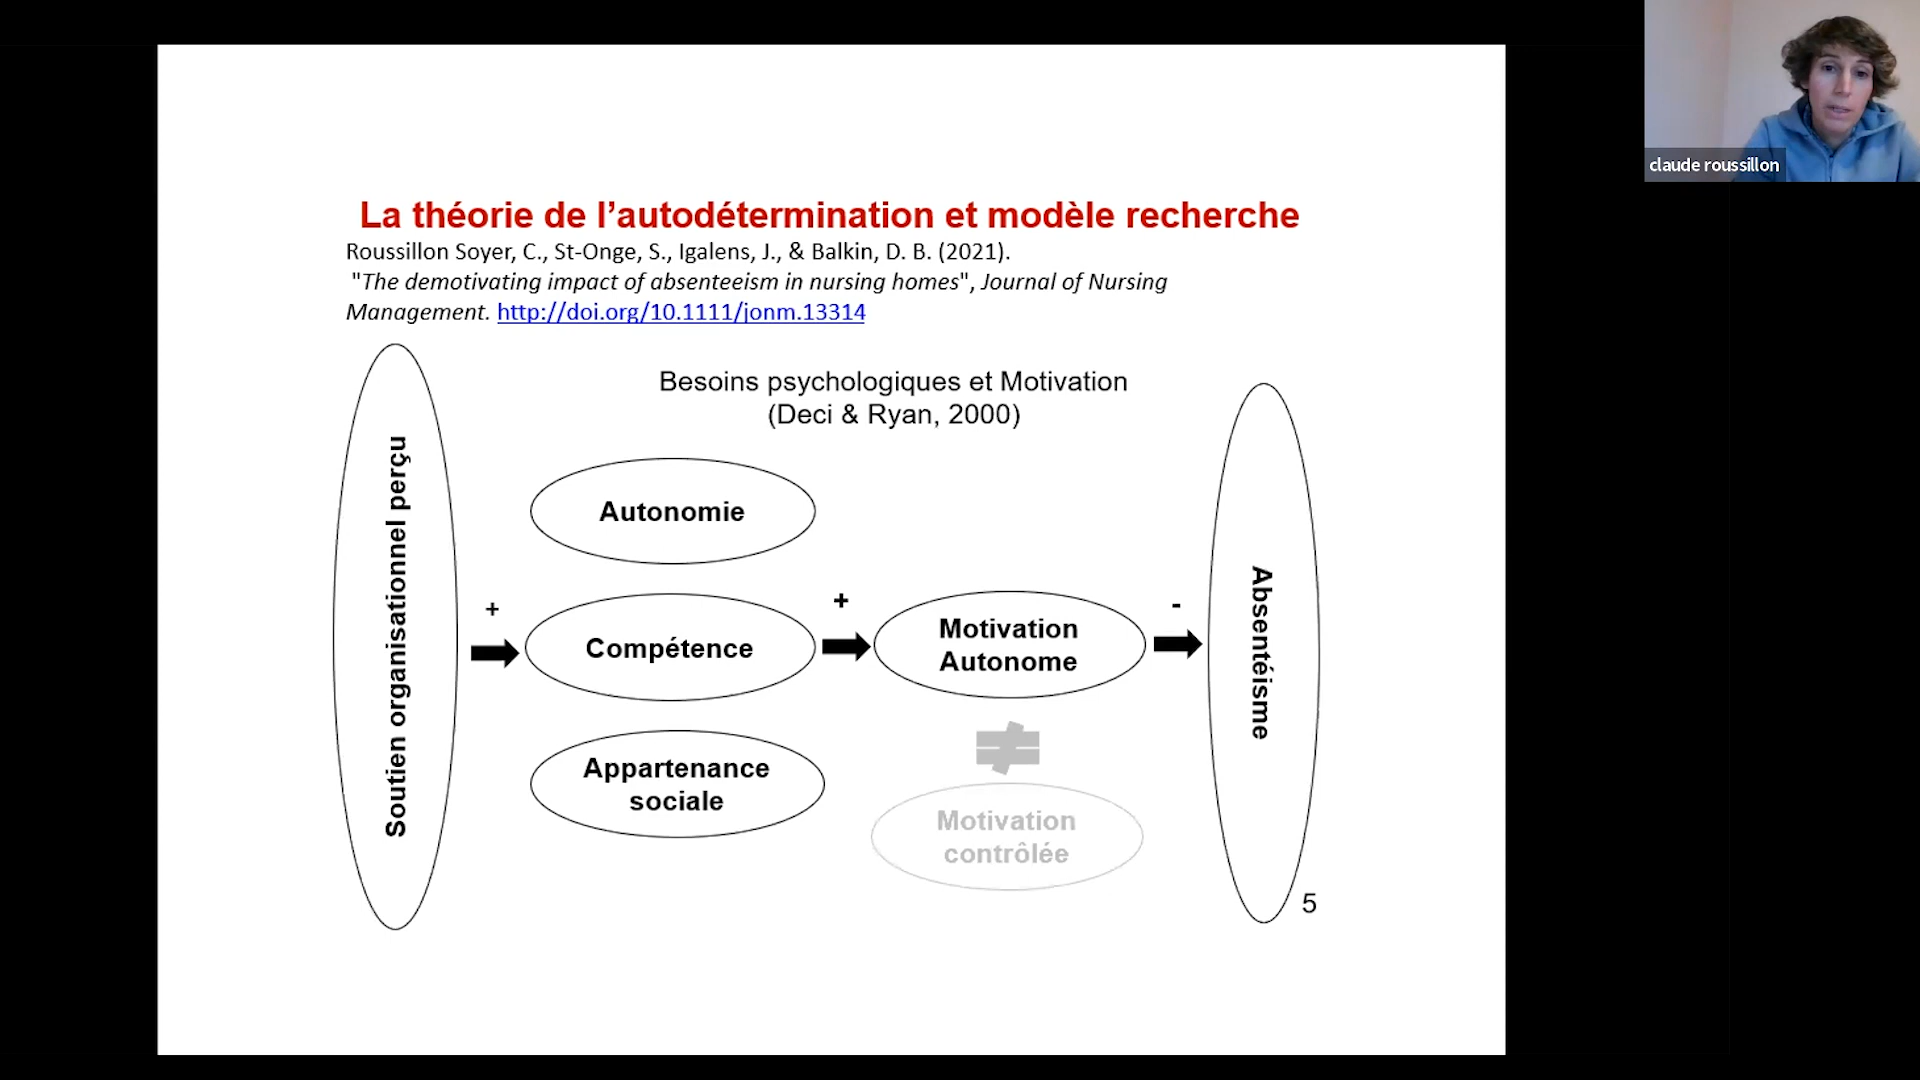 claude roussillon
La théorie de l’autodétermination et modèle recherche
Roussillon Soyer, C., St-Onge, S., Igalens, J., & Balkin, D. B. (2021).
"The demotivating impact of absenteeism in nursing homes", Journal of Nursing
Management. http://doi.org/10.1111/jonm.13314
Besoins psychologiques et Motivation
(Deci & Ryan, 2000)
Soutien organisationnel perçu
+
Autonomie
Compétence
Appartenance
sociale
+
Motivation
Autonome
≠
Motivation
contrôlée
-
Absentéisme
5